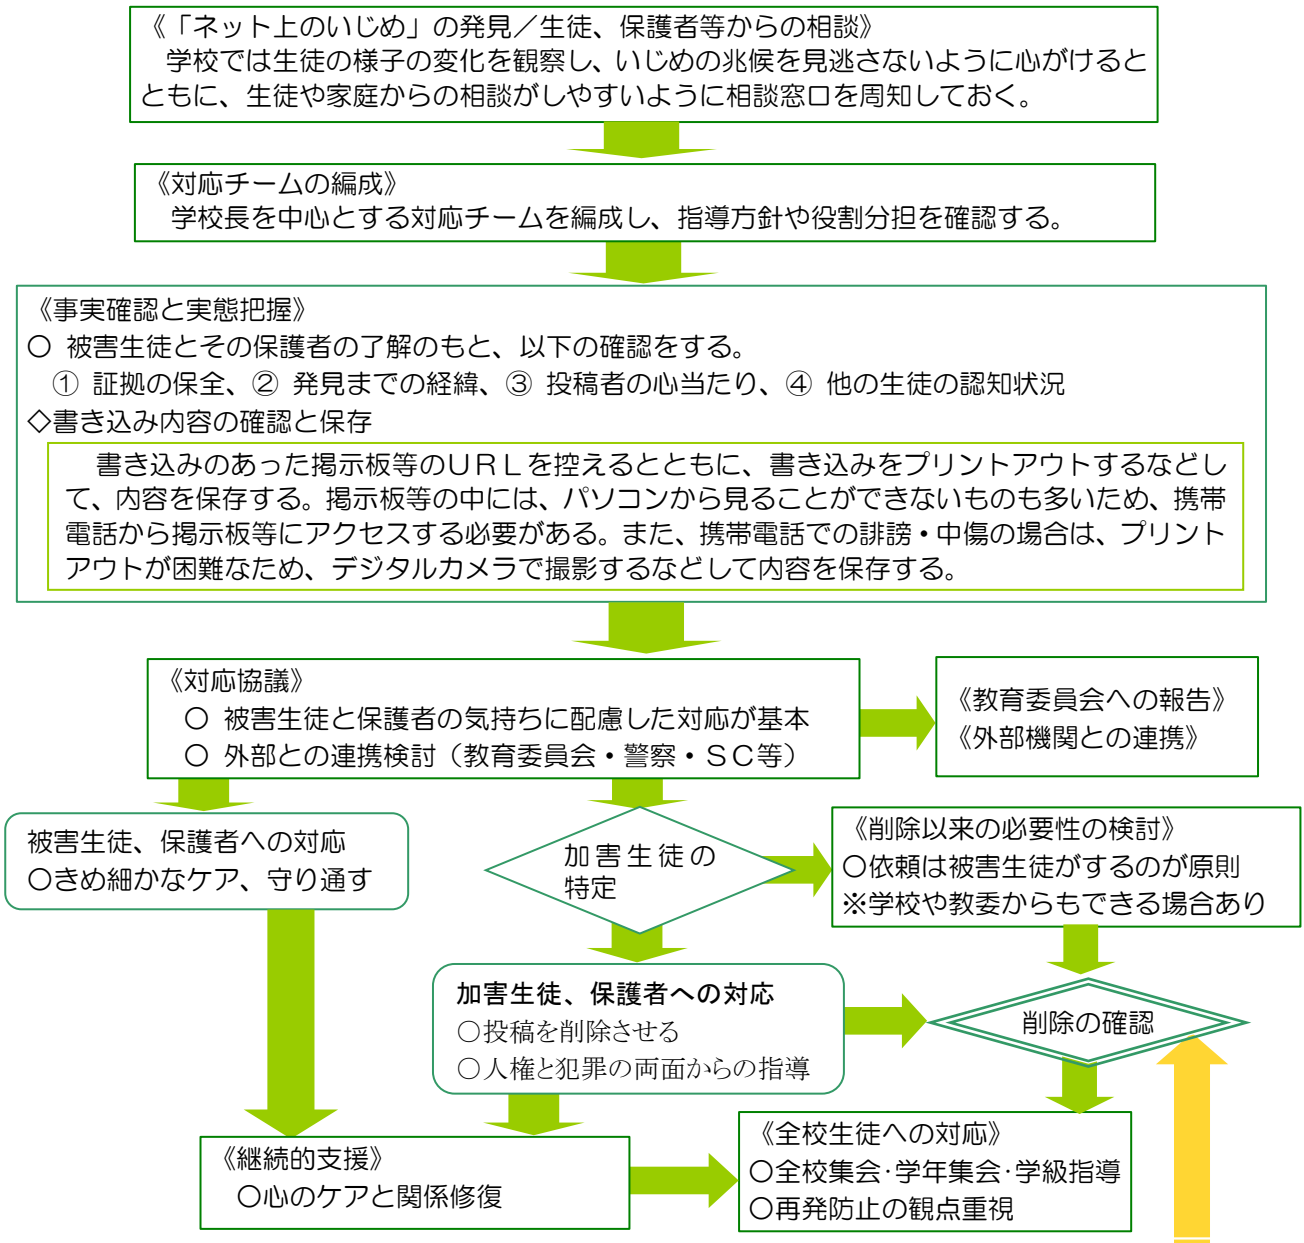 《「ネット上のいじめ」の発見／生徒、保護者等からの相談》
学校では生徒の様子の変化を観察し、いじめの兆候を見逃さないように心がけると
ともに、生徒や家庭からの相談がしやすいように相談窓口を周知しておく。
《対応チームの編成》
学校長を中心とする対応チームを編成し、指導方針や役割分担を確認する。
《事実確認と実態把握》
○ 被害生徒とその保護者の了解のもと、以下の確認をする。
① 証拠の保全、② 発見までの経緯、③ 投稿者の心当たり、④ 他の生徒の認知状況
◇書き込み内容の確認と保存
書き込みのあった掲示板等のＵＲＬを控えるとともに、書き込みをプリントアウトするなどし
て、内容を保存する。掲示板等の中には、パソコンから見ることができないものも多いため、携帯
電話から掲示板等にアクセスする必要がある。また、携帯電話での誹謗・中傷の場合は、プリント
アウトが困難なため、デジタルカメラで撮影するなどして内容を保存する。
《対応協議》
○ 被害生徒と保護者の気持ちに配慮した対応が基本
○ 外部との連携検討（教育委員会・警察・ＳＣ等）
《教育委員会への報告》
《外部機関との連携》
被害生徒、保護者への対応
○きめ細かなケア、守り通す
加害生徒の
特定
《削除以来の必要性の検討》
○依頼は被害生徒がするのが原則
※学校や教委からもできる場合あり
加害生徒、保護者への対応
○投稿を削除させる
○人権と犯罪の両面からの指導
削除の確認
《継続的支援》
○心のケアと関係修復
《全校生徒への対応》
○全校集会・学年集会・学級指導
○再発防止の観点重視